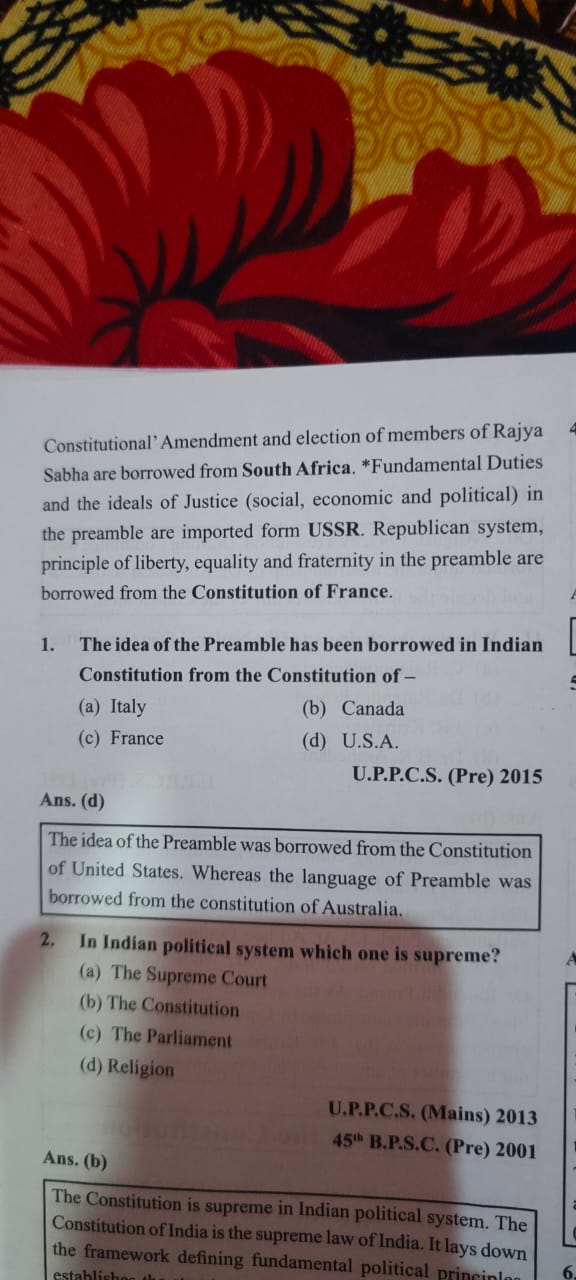 Constitutional' Amendment and election of members of Rajya
Sabha are borrowed from South Africa. *Fundamental Duties
and the ideals of Justice (social, economic and political) in
the preamble are imported form USSR. Republican system,
principle of liberty, equality and fraternity in the preamble are
borrowed from the Constitution of France.
1. The idea of the Preamble has been borrowed in Indian
Constitution from the Constitution of –
(a) Italy (b) Canada
(c) France (d) U.S.A.
U.P.P.C.S. (Pre) 2015
Ans. (d)
The idea of the Preamble was borrowed from the Constitution
of United States. Whereas the language of Preamble was
borrowed from the constitution of Australia.
2. In Indian political system which one is supreme?
(a) The Supreme Court
(b) The Constitution
(c) The Parliament
(d) Religion
U.P.P.C.S. (Mains) 2013
45th B.P.S.C. (Pre) 2001
Ans. (b)
The Constitution is supreme in Indian political system. The
Constitution of India is the supreme law of India. It lays down
the framework defining fundamental political
6